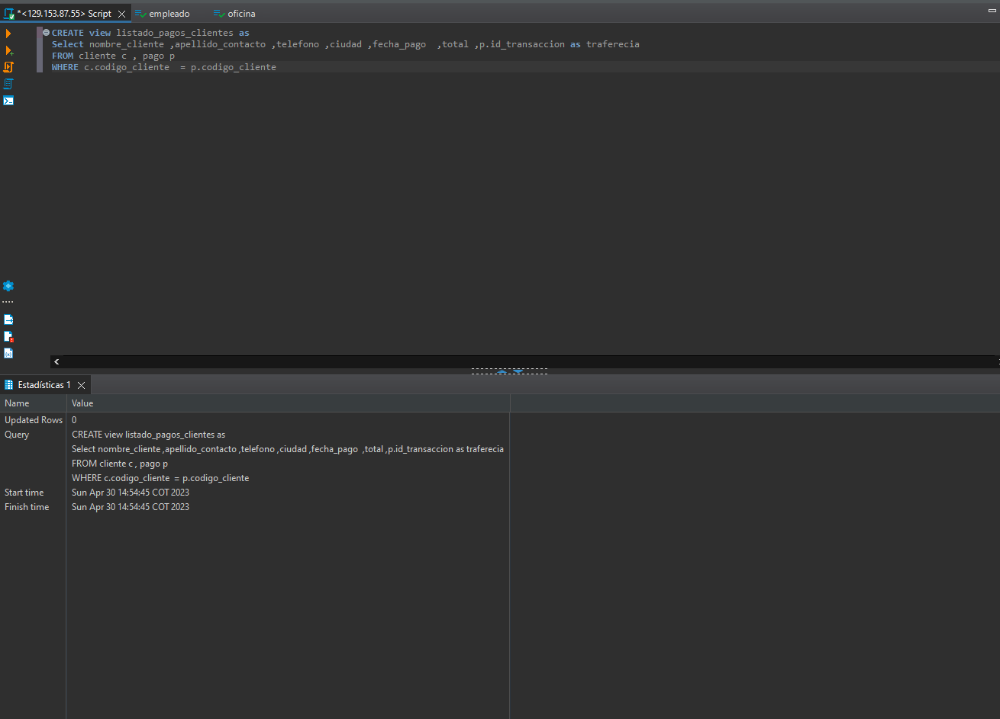 *<129.153.87.55> Script
empleado
oficina
CREATE view listado_pagos_clientes as
Select nombre_cliente ,apellido_contacto ,telefono ,ciudad ,fecha_pago  ,total ,p.id_transaccion as traferecia
FROM cliente c , pago p
WHERE c.codigo_cliente  = p.codigo_cliente
Estadísticas 1
Name Value
Updated Rows 0
Query CREATE view listado_pagos_clientes as
Select nombre_cliente ,apellido_contacto ,telefono ,ciudad ,fecha_pago  ,total ,p.id_transaccion as traferecia
FROM cliente c , pago p
WHERE c.codigo_cliente  = p.codigo_cliente
Start time Sun Apr 30 14:54:45 COT 2023
Finish time Sun Apr 30 14:54:45 COT 2023